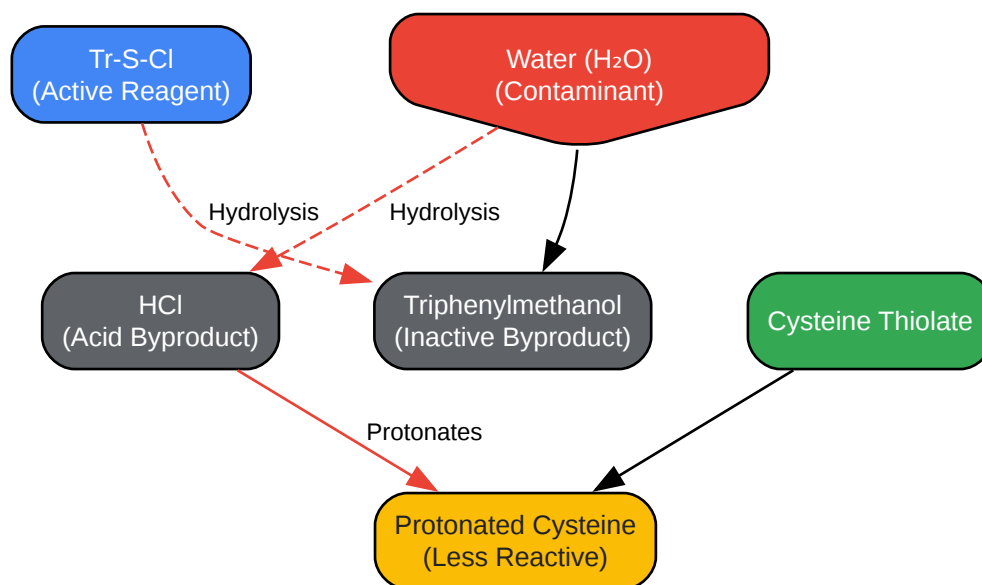 Tr-S-Cl
(Active Reagent)
Water (H₂O)
(Contaminant)
Hydrolysis
Hydrolysis
HCl
(Acid Byproduct)
Triphenylmethanol
(Inactive Byproduct)
Cysteine Thiolate
Protonates
Protonated Cysteine
(Less Reactive)